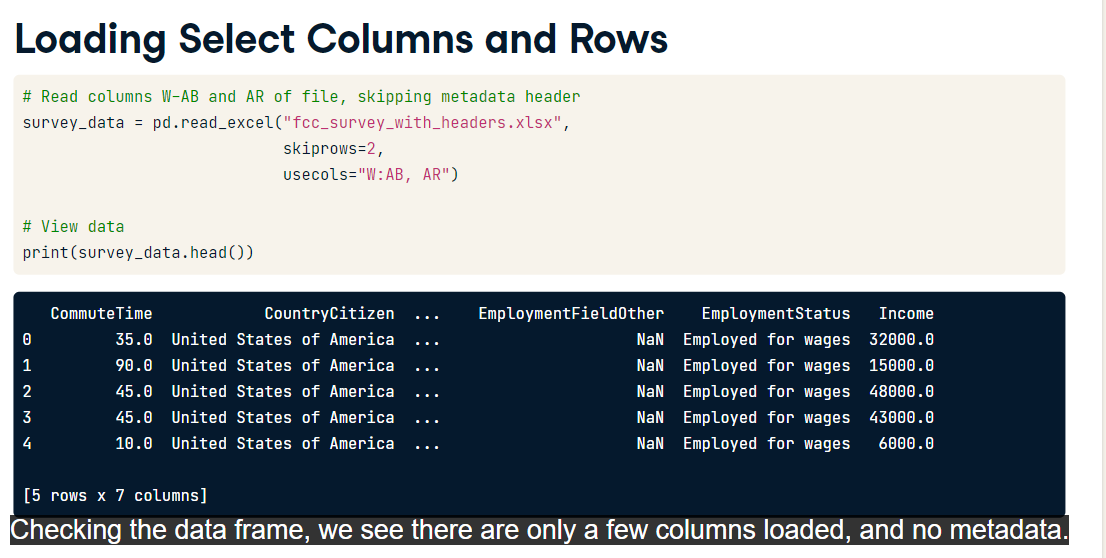 Loading Select Columns and Rows
# Read columns W-AB and AR of file, skipping metadata header
survey_data = pd.read_excel("fcc_survey_with_headers.xlsx",
                            skiprows=2,
                            usecols="W:AB, AR")
# View data
print(survey_data.head())
   CommuteTime            CountryCitizen  ...    EmploymentFieldOther    EmploymentStatus   Income
0         35.0  United States of America  ...                     NaN  Employed for wages  32000.0
1         90.0  United States of America  ...                     NaN  Employed for wages  15000.0
2         45.0  United States of America  ...                     NaN  Employed for wages  48000.0
3         45.0  United States of America  ...                     NaN  Employed for wages  43000.0
4         10.0  United States of America  ...                     NaN  Employed for wages   6000.0
[5 rows x 7 columns]
Checking the data frame, we see there are only a few columns loaded, and no metadata.